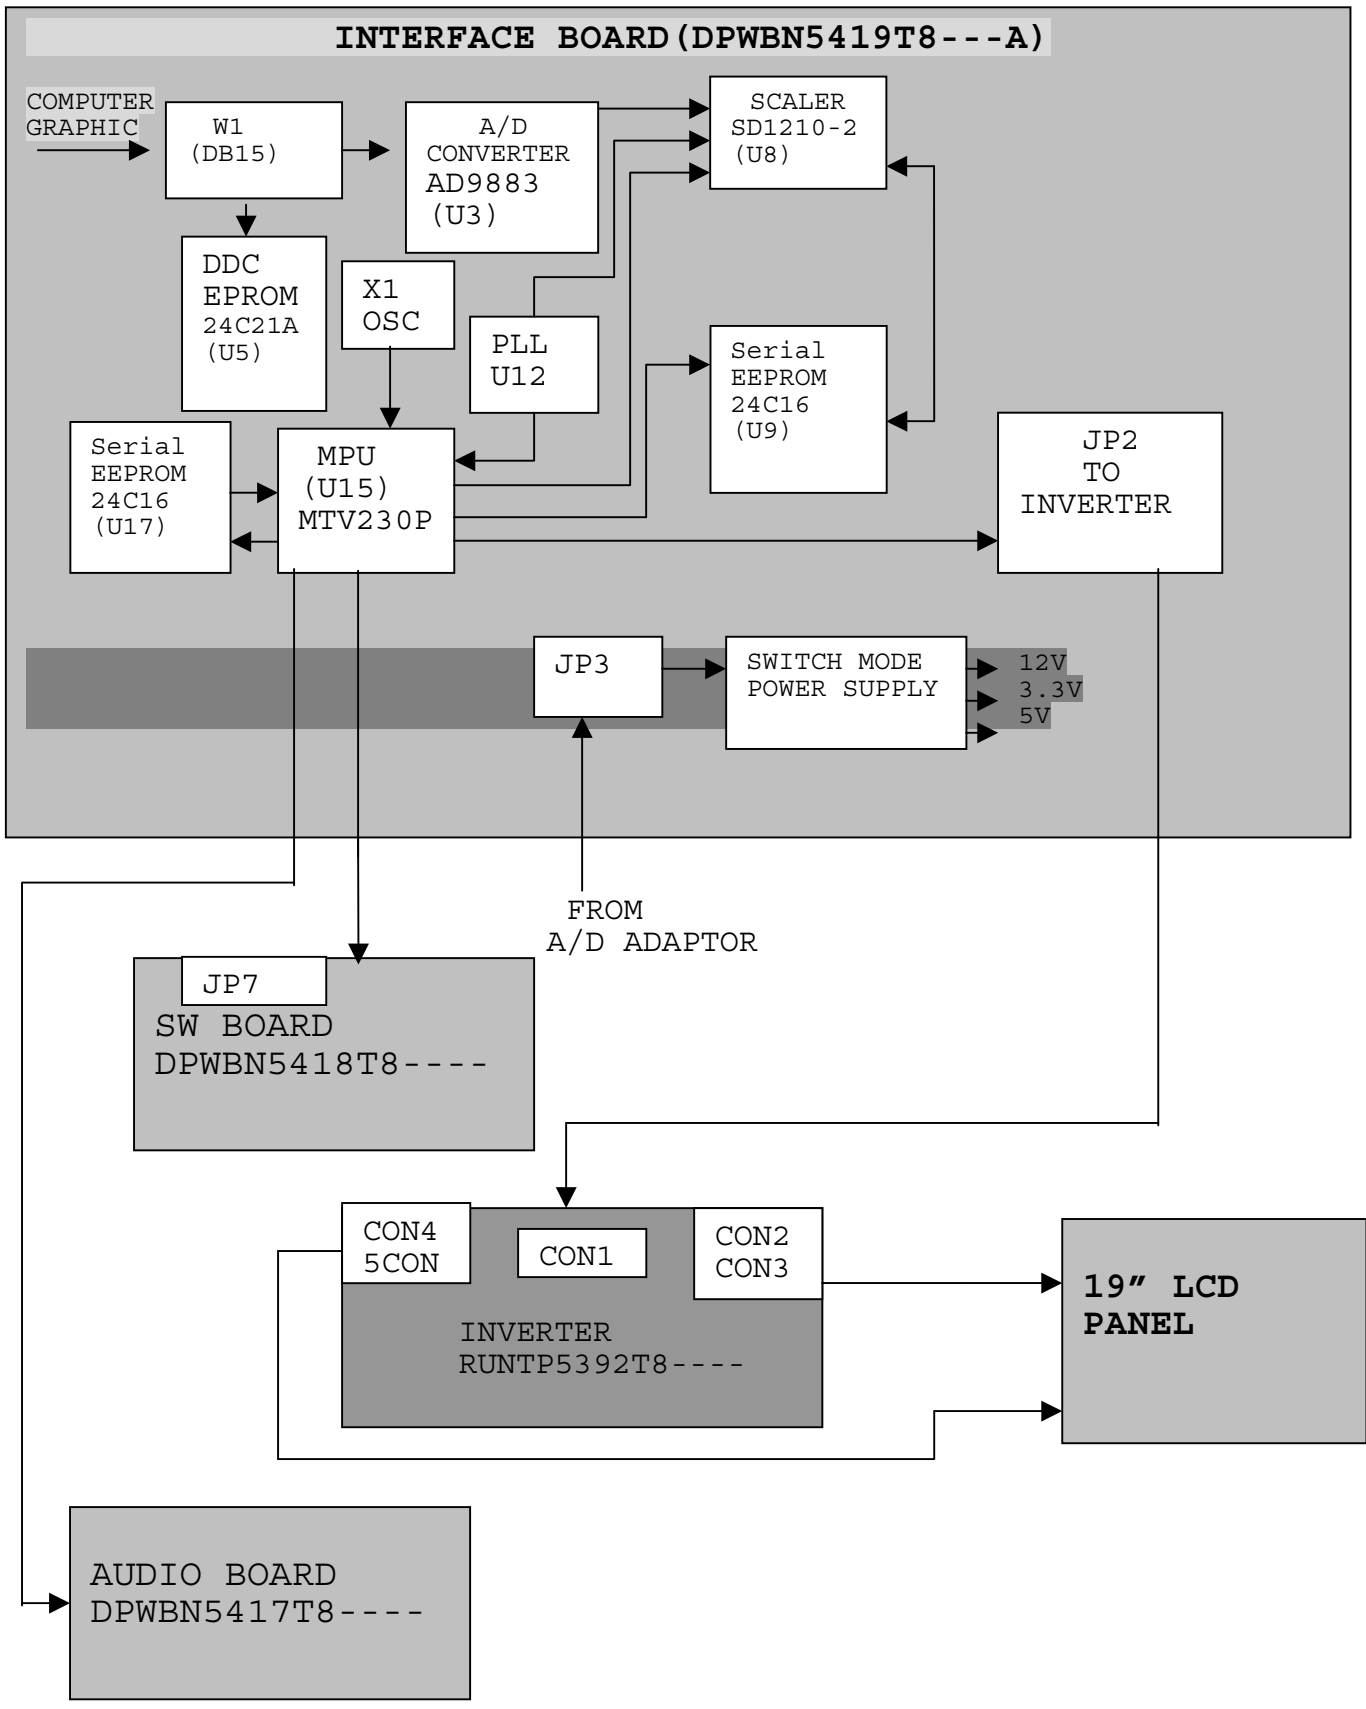 INTERFACE BOARD(DPWBN5419T8---A)
COMPUTER
GRAPHIC
W1
(DB15)
A/D
CONVERTER
AD9883
(U3)
SCALER
SD1210-2
(U8)
DDC
EPROM
24C21A
(U5)
X1
OSC
PLL
U12
Serial
EEPROM
24C16
(U9)
Serial
EEPROM
24C16
(U17)
MPU
(U15)
MTV230P
JP2
TO
INVERTER
JP3
SWITCH MODE
POWER SUPPLY
12V
3.3V
5V
FROM
A/D ADAPTOR
JP7
SW BOARD
DPWBN5418T8----
CON4
5CON
CON1
CON2
CON3
INVERTER
RUNTP5392T8----
19″ LCD
PANEL
AUDIO BOARD
DPWBN5417T8----